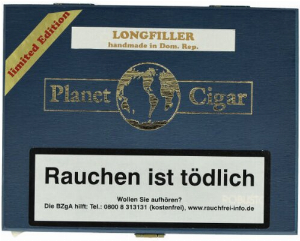 LONGFILLER
handmade in Dom. Rep.
limited Edition
Planet Cigar
Rauchen ist tödlich
Wollen Sie aufhören?
Die BZgA hilft: Tel.: 0800 8 313131 (kostenfrei), www.rauchfrei-info.de